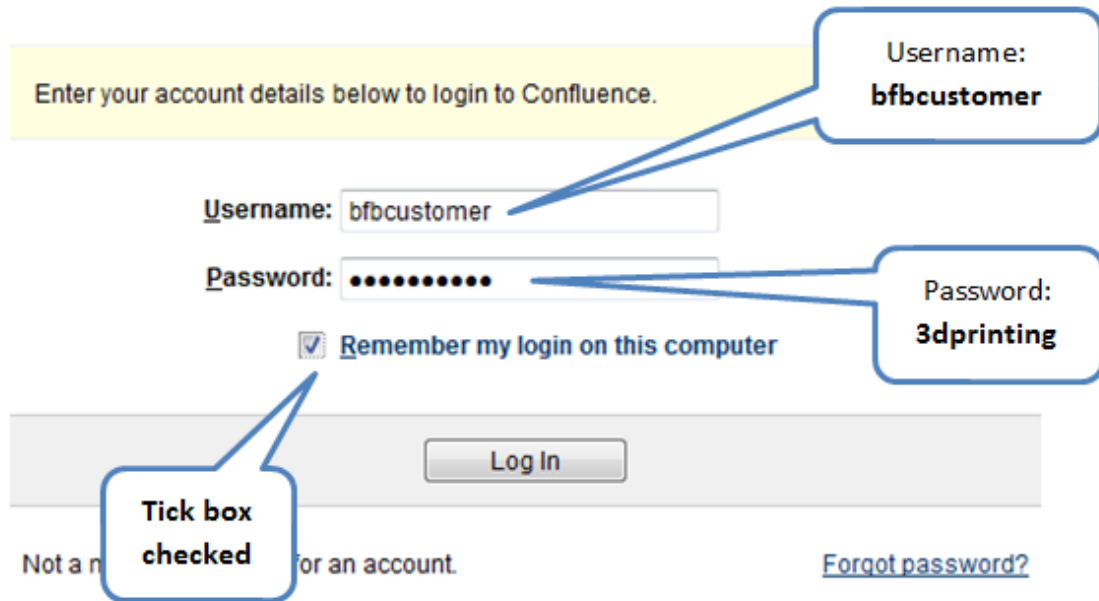 Username:
bfbcustomer
Enter your account details below to login to Confluence.
Username: bfbcustomer
Password: ••••••••••
Password:
3dprinting
Remember my login on this computer
Log In
Tick box
checked
Not a for an account.
Forgot password?